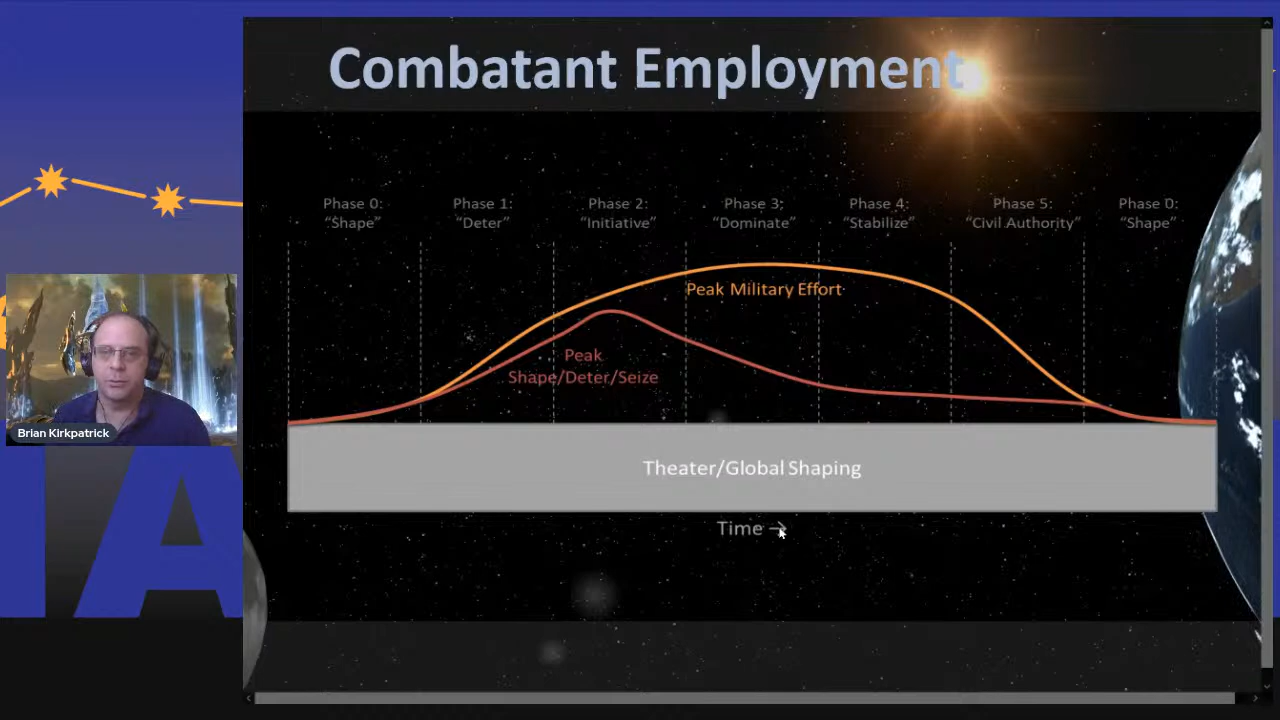 Combatant Employment
Phase 0:
“Shape”
Phase 1:
“Deter”
Phase 2:
“Initiative”
Phase 3:
“Dominate”
Phase 4:
“Stabilize”
Phase 5:
“Civil Authority”
Phase 0:
“Shape”
Peak Military Effort
Peak
Shape/Deter/Seize
Theater/Global Shaping
Time →
Brian Kirkpatrick